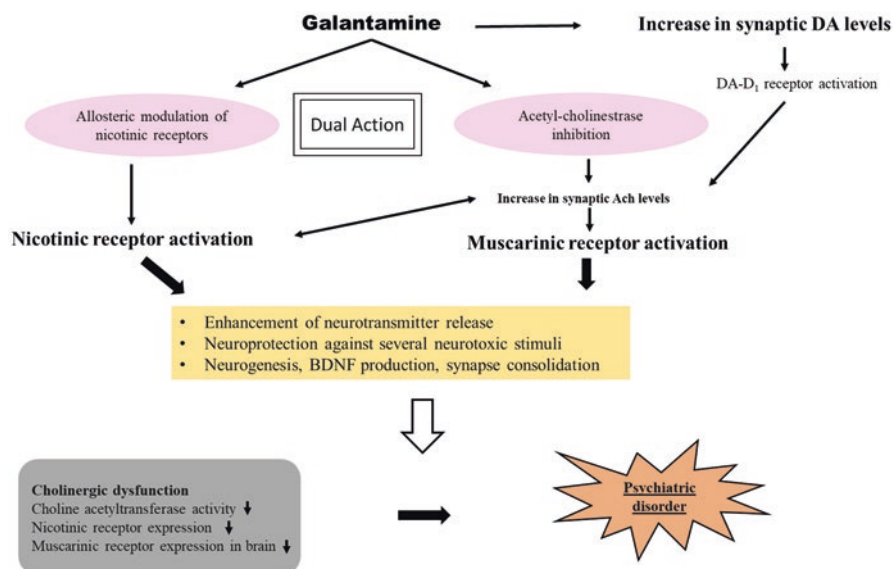 Galantamine
Increase in synaptic DA levels
DA-D₁ receptor activation
Allosteric modulation of
nicotinic receptors
Dual Action
Acetyl-cholinestrase
inhibition
Increase in synaptic Ach levels
Nicotinic receptor activation
Muscarinic receptor activation
• Enhancement of neurotransmitter release
• Neuroprotection against several neurotoxic stimuli
• Neurogenesis, BDNF production, synapse consolidation
Cholinergic dysfunction
Choline acetyltransferase activity
Nicotinic receptor expression
Muscarinic receptor expression in brain
Psychiatric
disorder